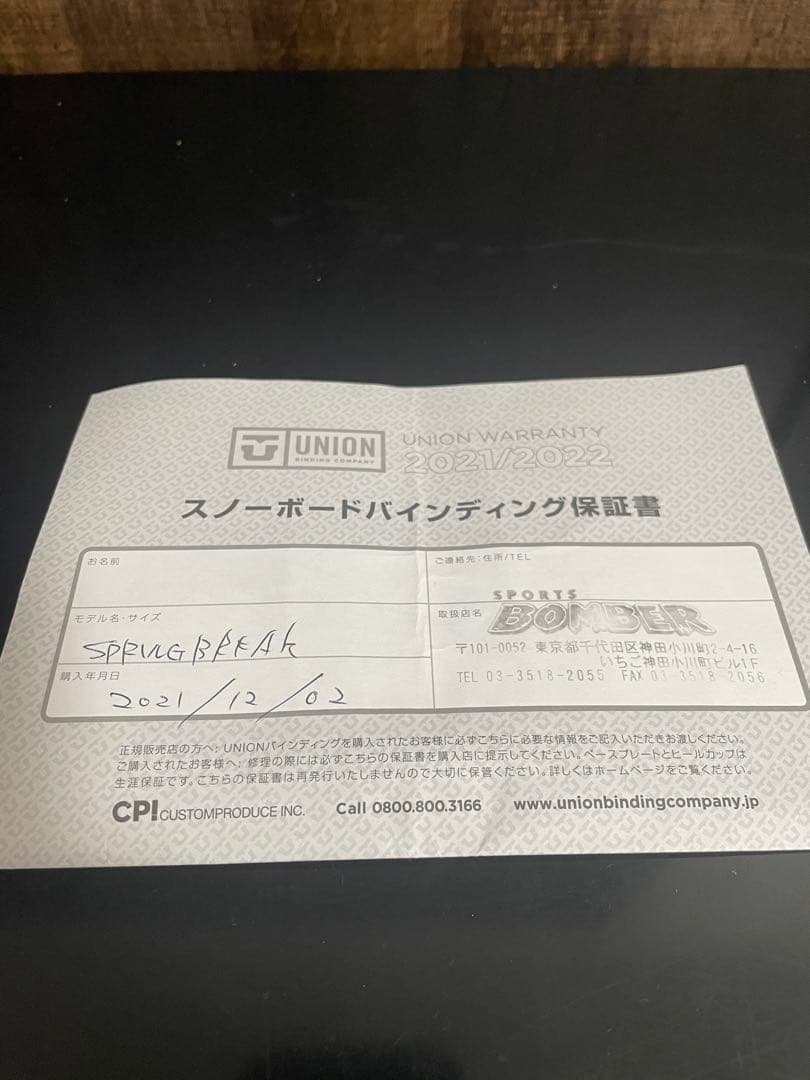 UNION
BINDING COMPANY
UNION WARRANTY
2021/2022
スノーボードバインディング保証書
お名前
ご連絡先:住所/TEL
モデル名・サイズ
SPRINGBREAK
購入年月日
2021/12/02
取扱店名
SPORTS
BOMBER
〒101-0052 東京都千代田区神田小川町2-4-16
いちご神田小川町ビル1F
TEL 03-3518-2055 FAX 03-3518-2056
正規販売店の方へ: UNIONバインディングを購入されたお客様に必ずこちらに必要な情報をご記入いただきお渡しください。
ご購入されたお客様へ: 修理の際には必ずこちらの保証書を購入店に提示してください。ベースプレートとヒールカップは
生涯保証です。こちらの保証書は再発行いたしませんので大切に保管ください。詳しくはホームページをご覧ください。
CPI CUSTOMPRODUCE INC. Call 0800.800.3166 www.unionbindingcompany.jp